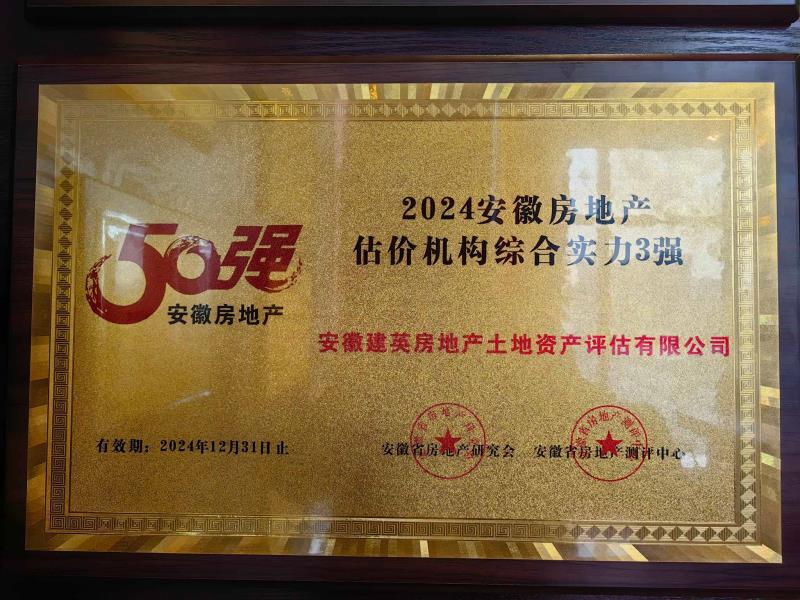 50强
安徽房地产
2024安徽房地产
估价机构综合实力3强
安徽建英房地产土地资产评估有限公司
有效期：2024年12月31日止
安徽省房地产研究会 安徽省房地产测评中心